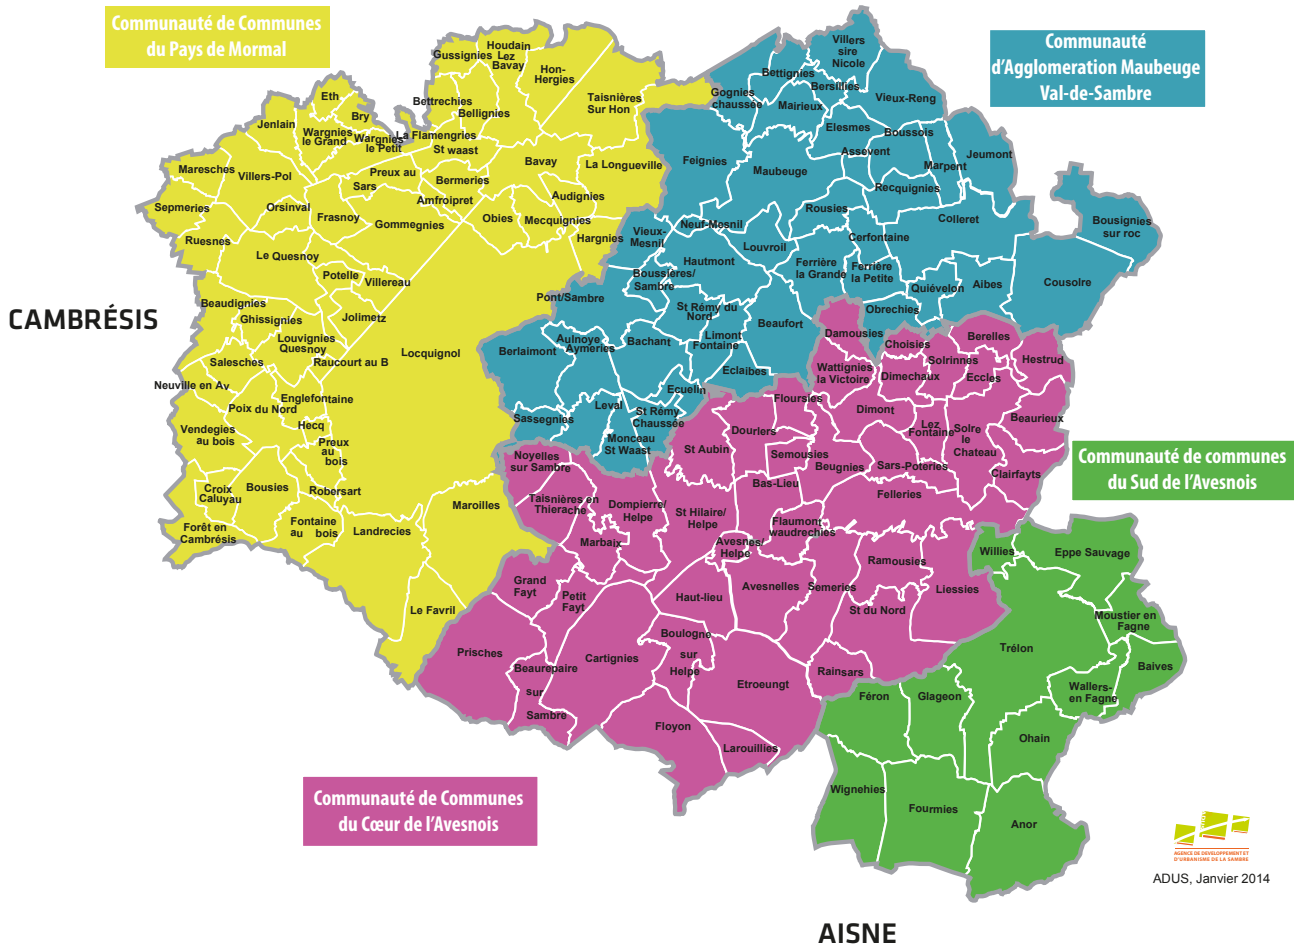 Communauté de Communes
du Pays de Mormal
Communauté
d'Agglomeration Maubeuge
Val-de-Sambre
Communauté de communes
du Sud de l'Avesnois
Communauté de Communes
du Cœur de l'Avesnois
CAMBRÉSIS
AISNE
Gussignies
Houdain
Lez
Bavay
Hon-
Hergies
Taisnières
Sur Hon
Bettrechies
Bellignies
Eth
Bry
Jenlain
Wargnies
le Grand
Wargnies
le Petit
La Flamengries
St waast
Bavay
La Longueville
Maresches
Villers-Pol
Preux au
Sars
Bermeries
Amfroipret
Audignies
Sepmeries
Orsinval
Frasnoy
Gommegnies
Obies
Mecquignies
Hargnies
Ruesnes
Le Quesnoy
Potelle
Villereau
Beaudignies
Ghissignies
Jolimetz
Louvignies
Quesnoy
Raucourt au B
Locquignol
Salesches
Neuville en Av
Poix du Nord
Englefontaine
Vendegies
au bois
Hecq
Preux
au
bois
Croix
Caluyau
Bousies
Robersart
Forêt en
Cambrésis
Fontaine
au bois
Landrecies
Maroilles
Le Favril
Villers
sire
Nicole
Bettignies
Bersillies
Gognies
chaussée
Mairieux
Vieux-Reng
Elesmes
Boussois
Feignies
Maubeuge
Assevent
Marpent
Jeumont
Recquignies
Rousies
Colleret
Bousignies
sur roc
Vieux-
Mesnil
Neuf-Mesnil
Louvroil
Cerfontaine
Hautmont
Boussières/
Sambre
Ferrière
la Grande
Ferrière
la Petite
Quiévelon
Aibes
Cousolre
Pont/Sambre
St Rémy du
Nord
Beaufort
Obrechies
Berlaimont
Aulnoye
Aymeries
Bachant
Limont
Fontaine
Eclaibes
Ecuelin
Leval
St Rémy
Chaussée
Sassegnies
Monceau
St Waast
Damousies
Choisies
Berelles
Solrinnes
Hestrud
Wattignies
la Victoire
Dimechaux
Eccles
Floursies
Dimont
Lez
Fontaine
Solre
le
Chateau
Beaurieux
Dourlers
St Aubin
Semousies
Beugnies
Sars-Poteries
Clairfayts
Noyelles
sur Sambre
Bas-Lieu
Felleries
Taisnières en
Thierache
Dompierre/
Helpe
St Hilaire/
Helpe
Flaumont
waudrechies
Marbaix
Avesnes/
Helpe
Ramousies
Grand
Fayt
Petit
Fayt
Haut-lieu
Avesnelles
Semeries
Liessies
St du Nord
Prisches
Beaurepaire
sur
Sambre
Cartignies
Boulogne
sur
Helpe
Etroeungt
Rainsars
Floyon
Larouillies
Willies
Eppe Sauvage
Moustier en
Fagne
Trélon
Baives
Wallers-
en Fagne
Féron
Glageon
Ohain
Wignehies
Fourmies
Anor
AGENCE DE DEVELOPPEMENT ET
D'URBANISME DE LA SAMBRE
ADUS, Janvier 2014